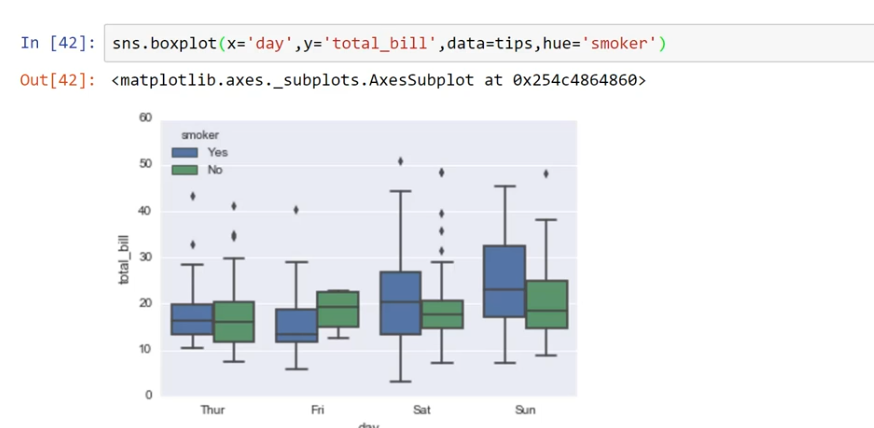 In [42]: sns.boxplot(x='day',y='total_bill',data=tips,hue='smoker')
Out[42]: <matplotlib.axes._subplots.AxesSubplot at 0x254c4864860>
60
smoker
Yes
50
No
40
total_bill
30
20
10
0
Thur Fri Sat Sun
day